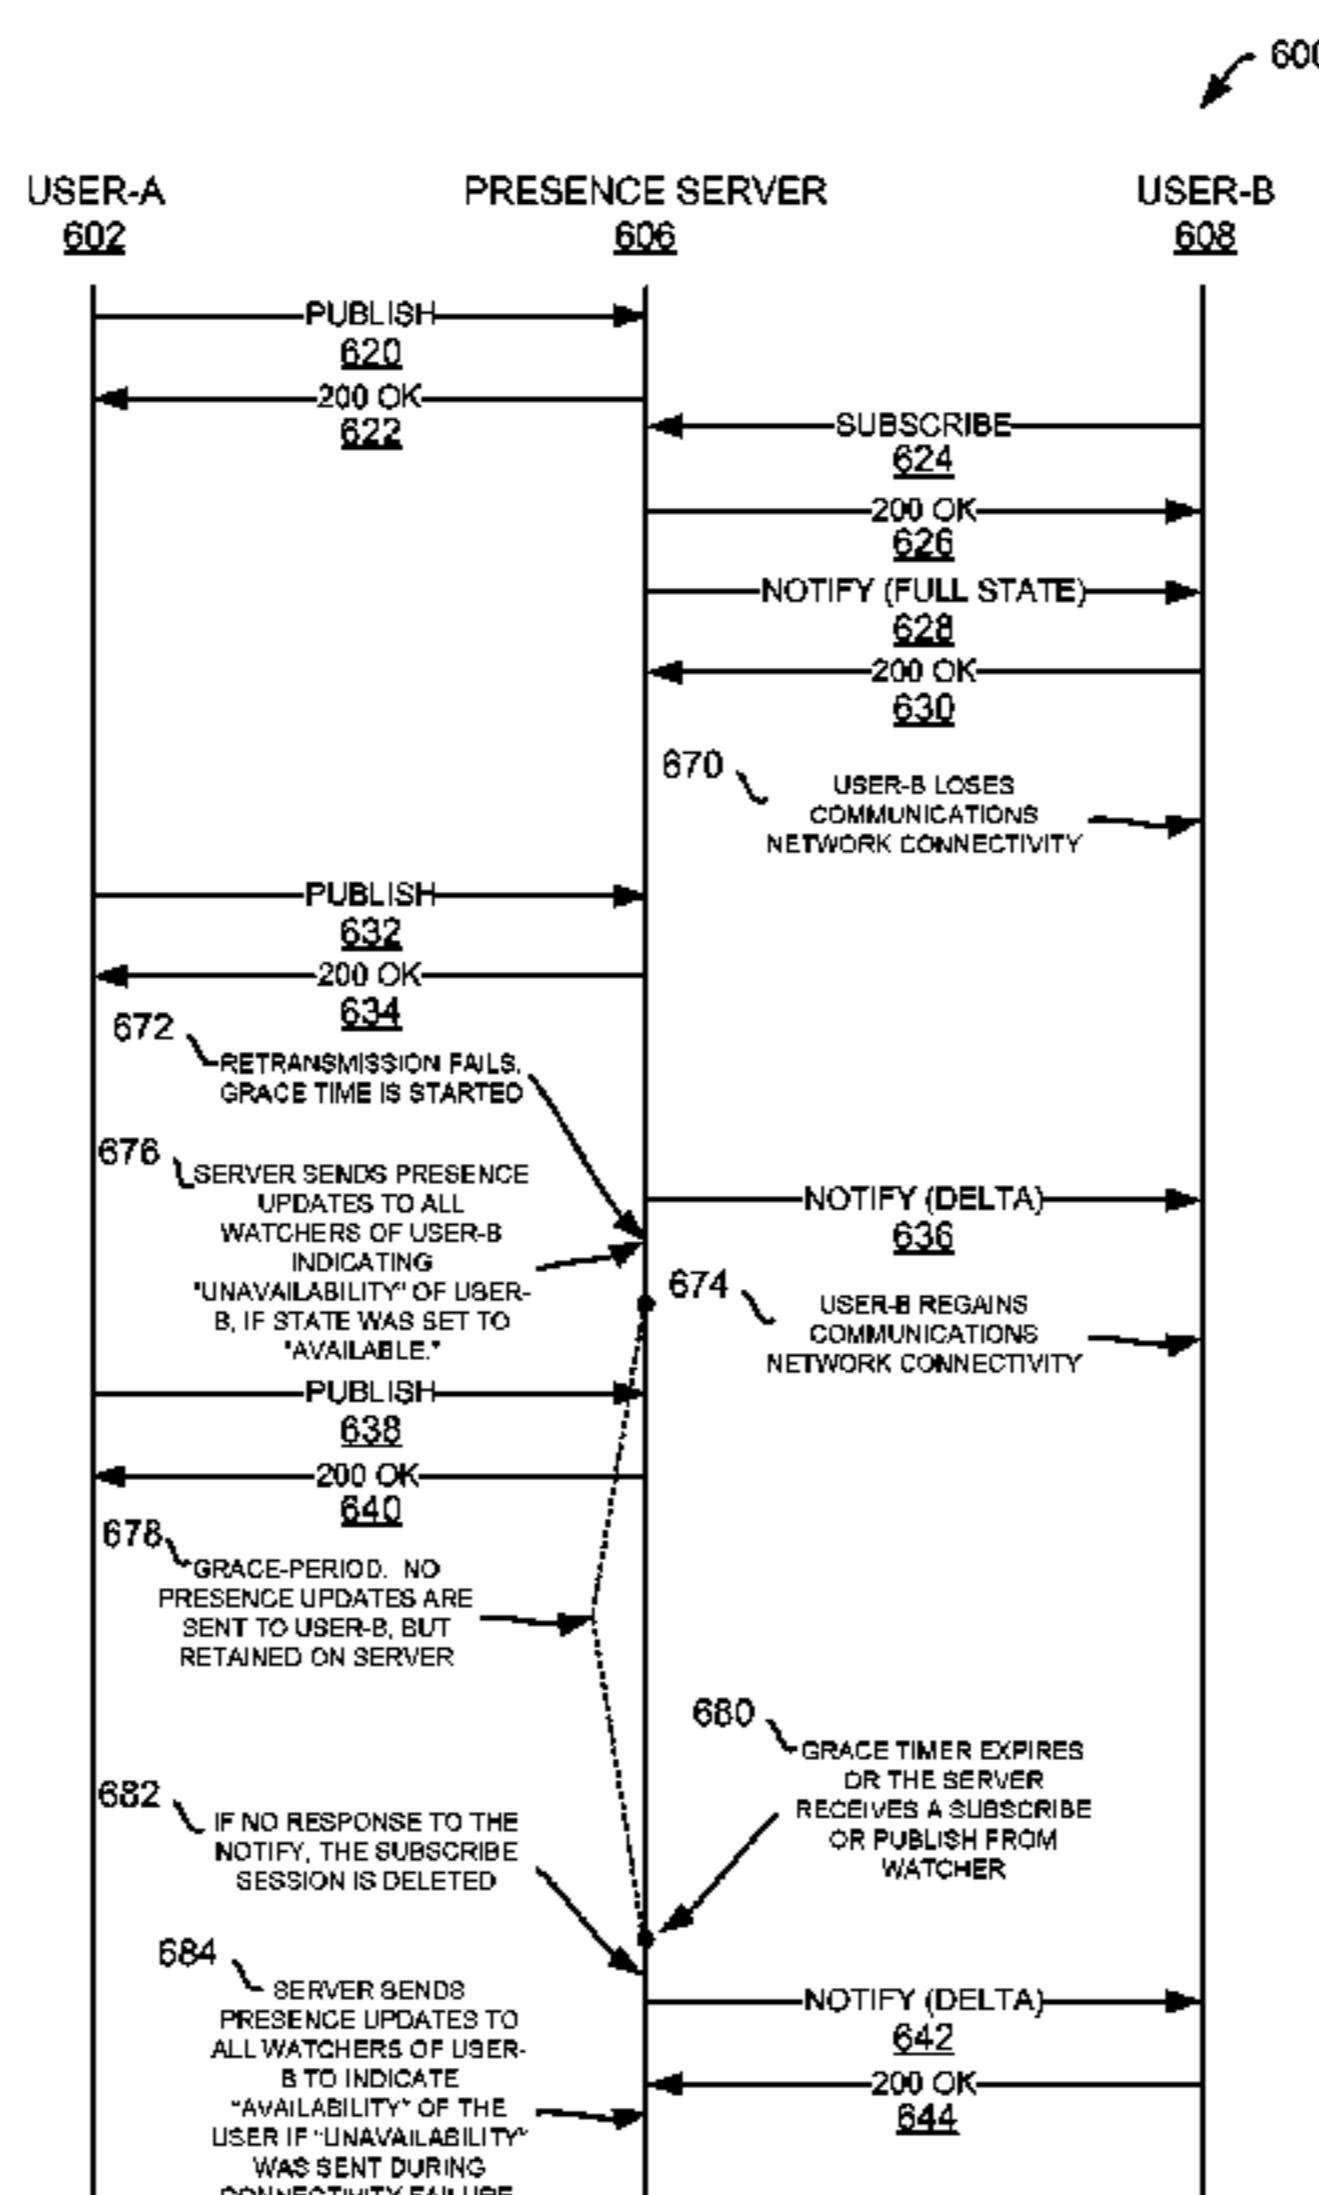 600
USER-A
602
PRESENCE SERVER
606
USER-B
608
PUBLISH
620
200 OK
622
SUBSCRIBE
624
200 OK
626
NOTIFY (FULL STATE)
628
200 OK
630
670
USER-B LOSES
COMMUNICATIONS
NETWORK CONNECTIVITY
PUBLISH
632
200 OK
634
672
RETRANSMISSION FAILS.
GRACE TIME IS STARTED
676
SERVER SENDS PRESENCE
UPDATES TO ALL
WATCHERS OF USER-B
INDICATING
"UNAVAILABILITY" OF USER-
B, IF STATE WAS SET TO
"AVAILABLE."
NOTIFY (DELTA)
636
674
USER-B REGAINS
COMMUNICATIONS
NETWORK CONNECTIVITY
PUBLISH
638
200 OK
640
678
GRACE-PERIOD. NO
PRESENCE UPDATES ARE
SENT TO USER-B, BUT
RETAINED ON SERVER
680
GRACE TIMER EXPIRES
OR THE SERVER
RECEIVES A SUBSCRIBE
OR PUBLISH FROM
WATCHER
682
IF NO RESPONSE TO THE
NOTIFY, THE SUBSCRIBE
SESSION IS DELETED
684
SERVER SENDS
PRESENCE UPDATES TO
ALL WATCHERS OF USER-
B TO INDICATE
"AVAILABILITY" OF THE
USER IF "UNAVAILABILITY"
WAS SENT DURING
CONNECTIVITY FAILURE
NOTIFY (DELTA)
642
200 OK
644